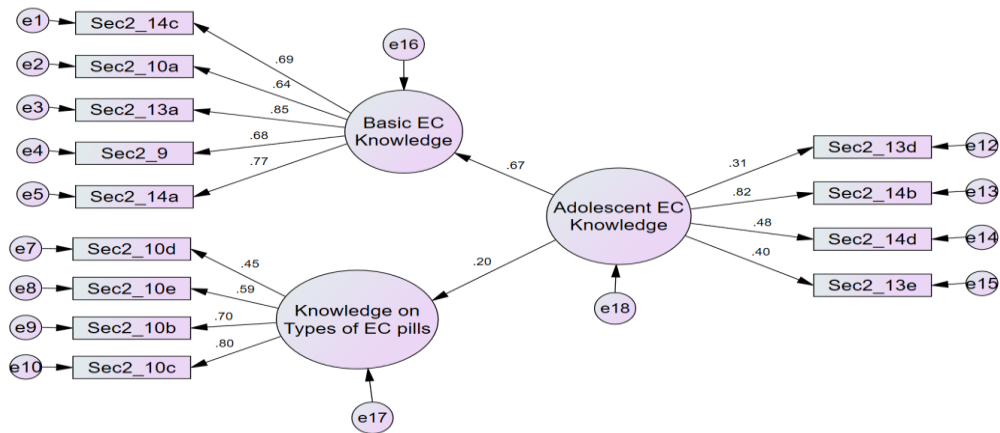 e1
Sec2_14c
.69
e2
Sec2_10a
.64
e3
Sec2_13a
.85
e4
Sec2_9
.68
e5
Sec2_14a
.77
e16
Basic EC
Knowledge
.67
e7
Sec2_10d
.45
e8
Sec2_10e
.59
e9
Sec2_10b
.70
e10
Sec2_10c
.80
Knowledge on
Types of EC pills
e17
.20
Adolescent EC
Knowledge
e18
.31
Sec2_13d
e12
.82
Sec2_14b
e13
.48
Sec2_14d
e14
.40
Sec2_13e
e15